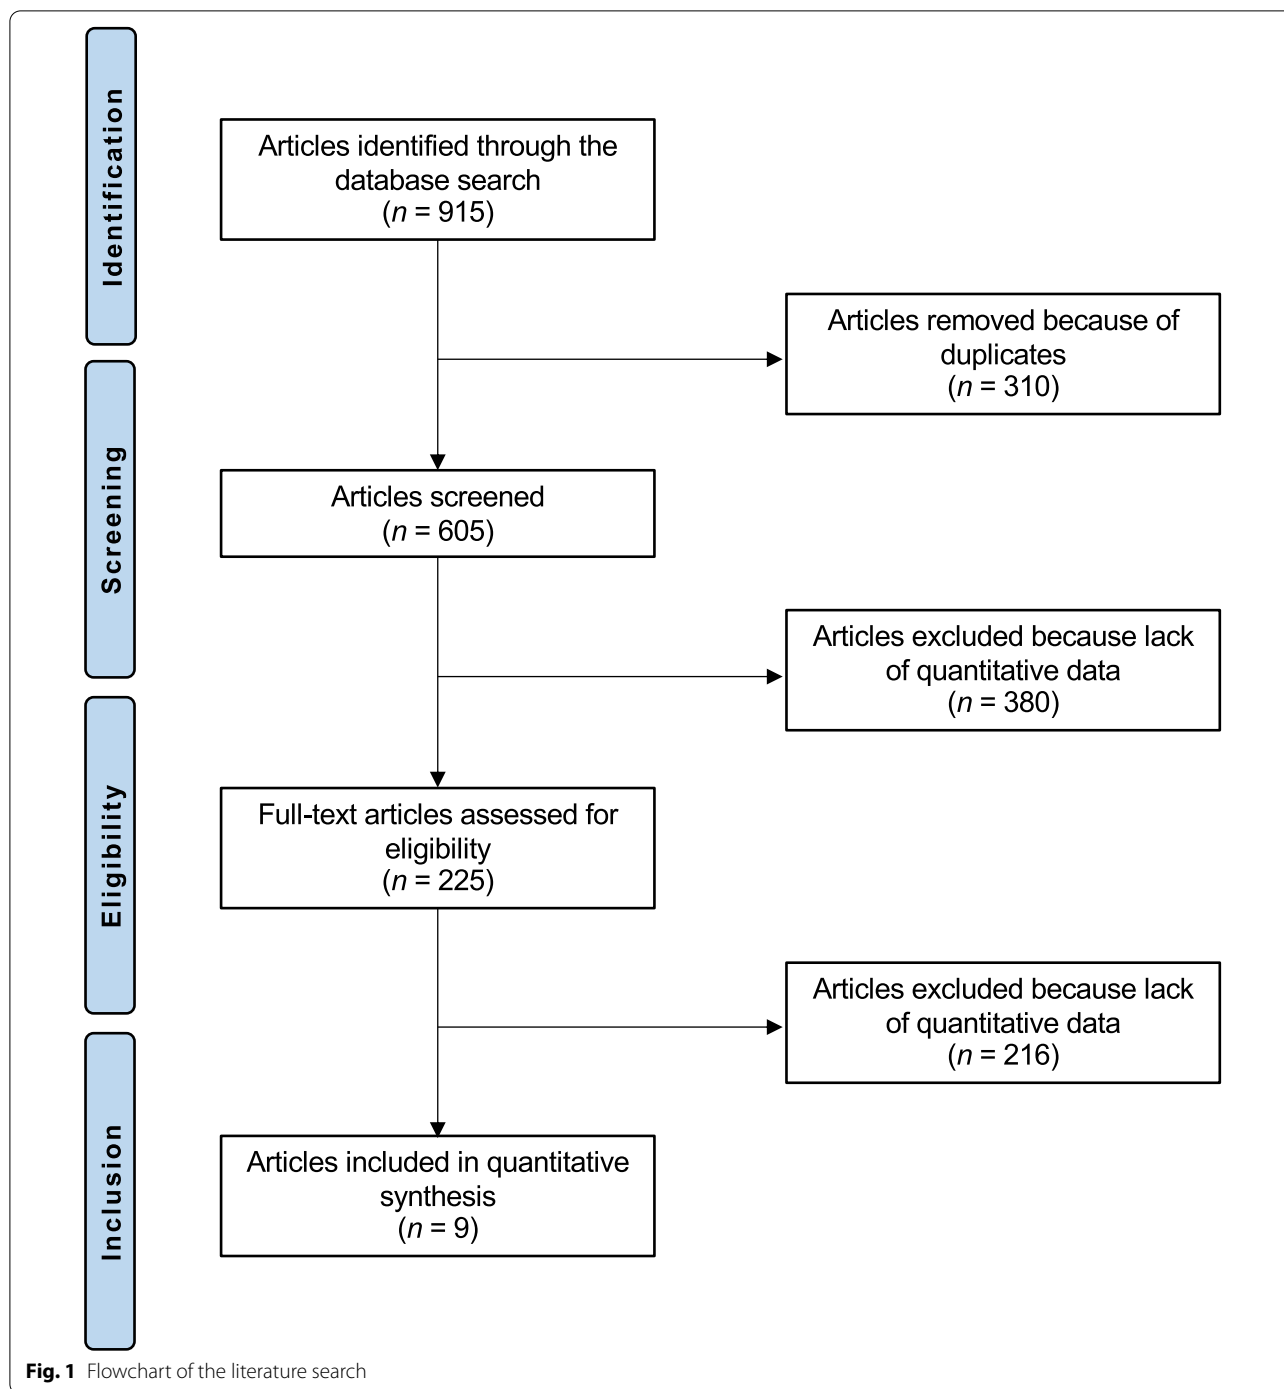 Identification
Articles identified through the
database search
(n = 915)
Articles removed because of
duplicates
(n = 310)
Screening
Articles screened
(n = 605)
Articles excluded because lack
of quantitative data
(n = 380)
Eligibility
Full-text articles assessed for
eligibility
(n = 225)
Articles excluded because lack
of quantitative data
(n = 216)
Inclusion
Articles included in quantitative
synthesis
(n = 9)
Fig. 1 Flowchart of the literature search